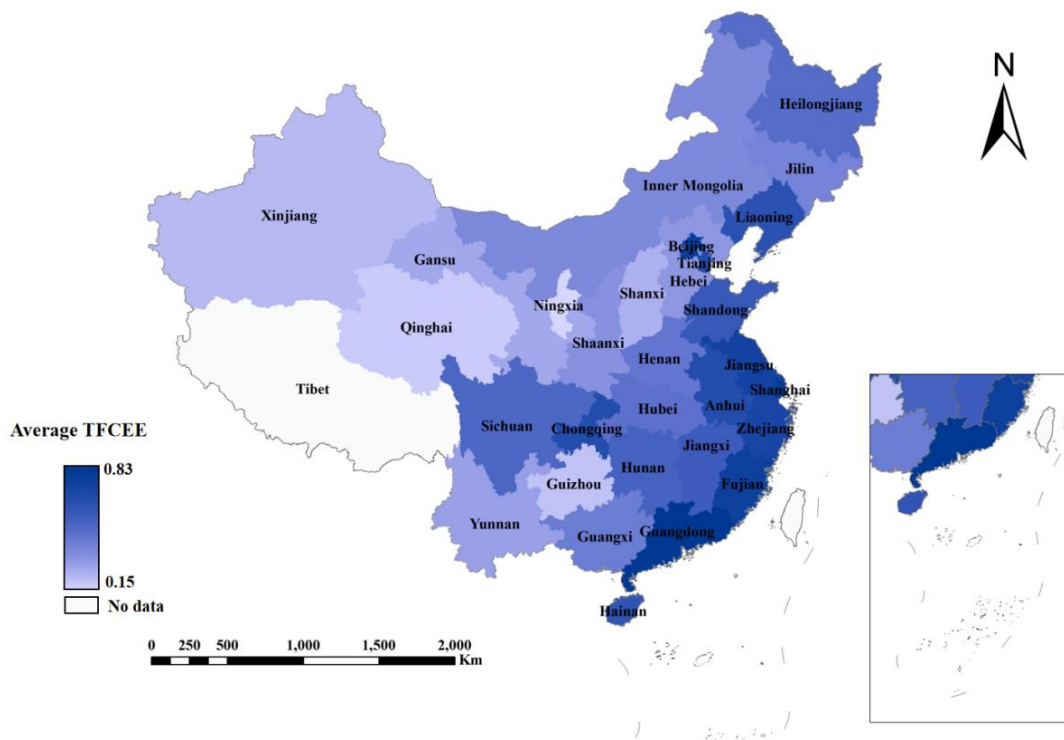 N
Heilongjiang
Jilin
Inner Mongolia
Liaoning
Xinjiang
Beijing
Tianjing
Gansu
Hebei
Shanxi
Ningxia
Shandong
Qinghai
Shaanxi
Henan
Jiangsu
Tibet
Shanghai
Anhui
Hubei
Average TFCEE
Sichuan
Chongqing
Zhejiang
Jiangxi
Hunan
0.83
Guizhou
Fujian
Yunnan
Guangxi
Guangdong
0.15
No data
Hainan
0 250 500 1,000 1,500 2,000
Km